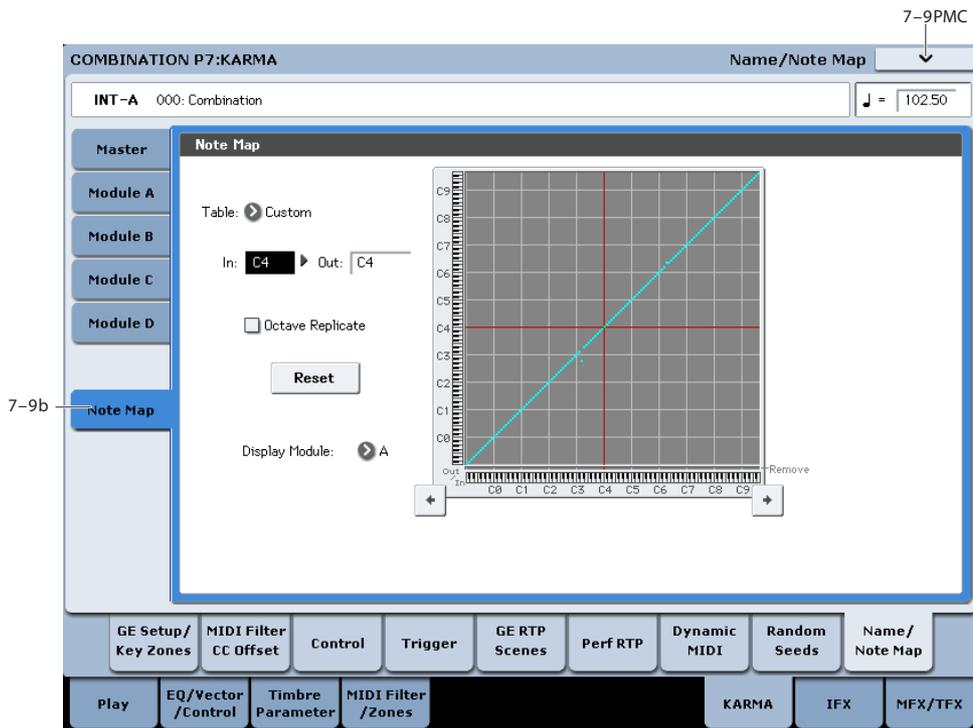 7–9PMC
COMBINATION P7:KARMA
Name/Note Map
INT-A 000: Combination
♩ = 102.50
Master
Module A
Module B
Module C
Module D
7–9b
Note Map
Note Map
Table: Custom
In: C4 Out: C4
Octave Replicate
Reset
Display Module: A
C9
C8
C7
C6
C5
C4
C3
C2
C1
C0
Out
In
C0 C1 C2 C3 C4 C5 C6 C7 C8 C9
Remove
GE Setup/
Key Zones
MIDI Filter
CC Offset
Control
Trigger
GE RTP
Scenes
Perf RTP
Dynamic
MIDI
Random
Seeds
Name/
Note Map
Play
EQ/Vector
/Control
Timbre
Parameter
MIDI Filter
/Zones
KARMA
IFX
MFX/TFX